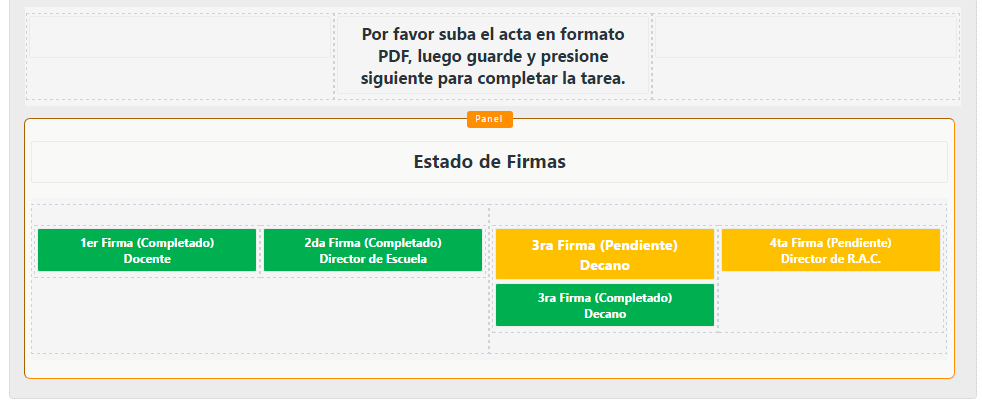 Por favor suba el acta en formato
PDF, luego guarde y presione
siguiente para completar la tarea.
Panel
Estado de Firmas
1er Firma (Completado)
Docente
2da Firma (Completado)
Director de Escuela
3ra Firma (Pendiente)
Decano
4ta Firma (Pendiente)
Director de R.A.C.
3ra Firma (Completado)
Decano